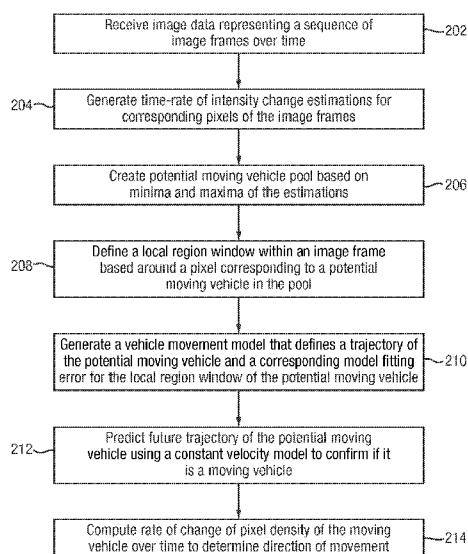 Receive image data representing a sequence of
image frames over time
202
204
Generate time-rate of intensity change estimations for
corresponding pixels of the image frames
Create potential moving vehicle pool based on
minima and maxima of the estimations
206
208
Define a local region window within an image frame
based around a pixel corresponding to a potential
moving vehicle in the pool
Generate a vehicle movement model that defines a trajectory of
the potential moving vehicle and a corresponding model fitting
error for the local region window of the potential moving vehicle
210
212
Predict future trajectory of the potential moving
vehicle using a constant velocity model to confirm if it
is a moving vehicle
Compute rate of change of pixel density of the moving
vehicle over time to determine direction of movement
214